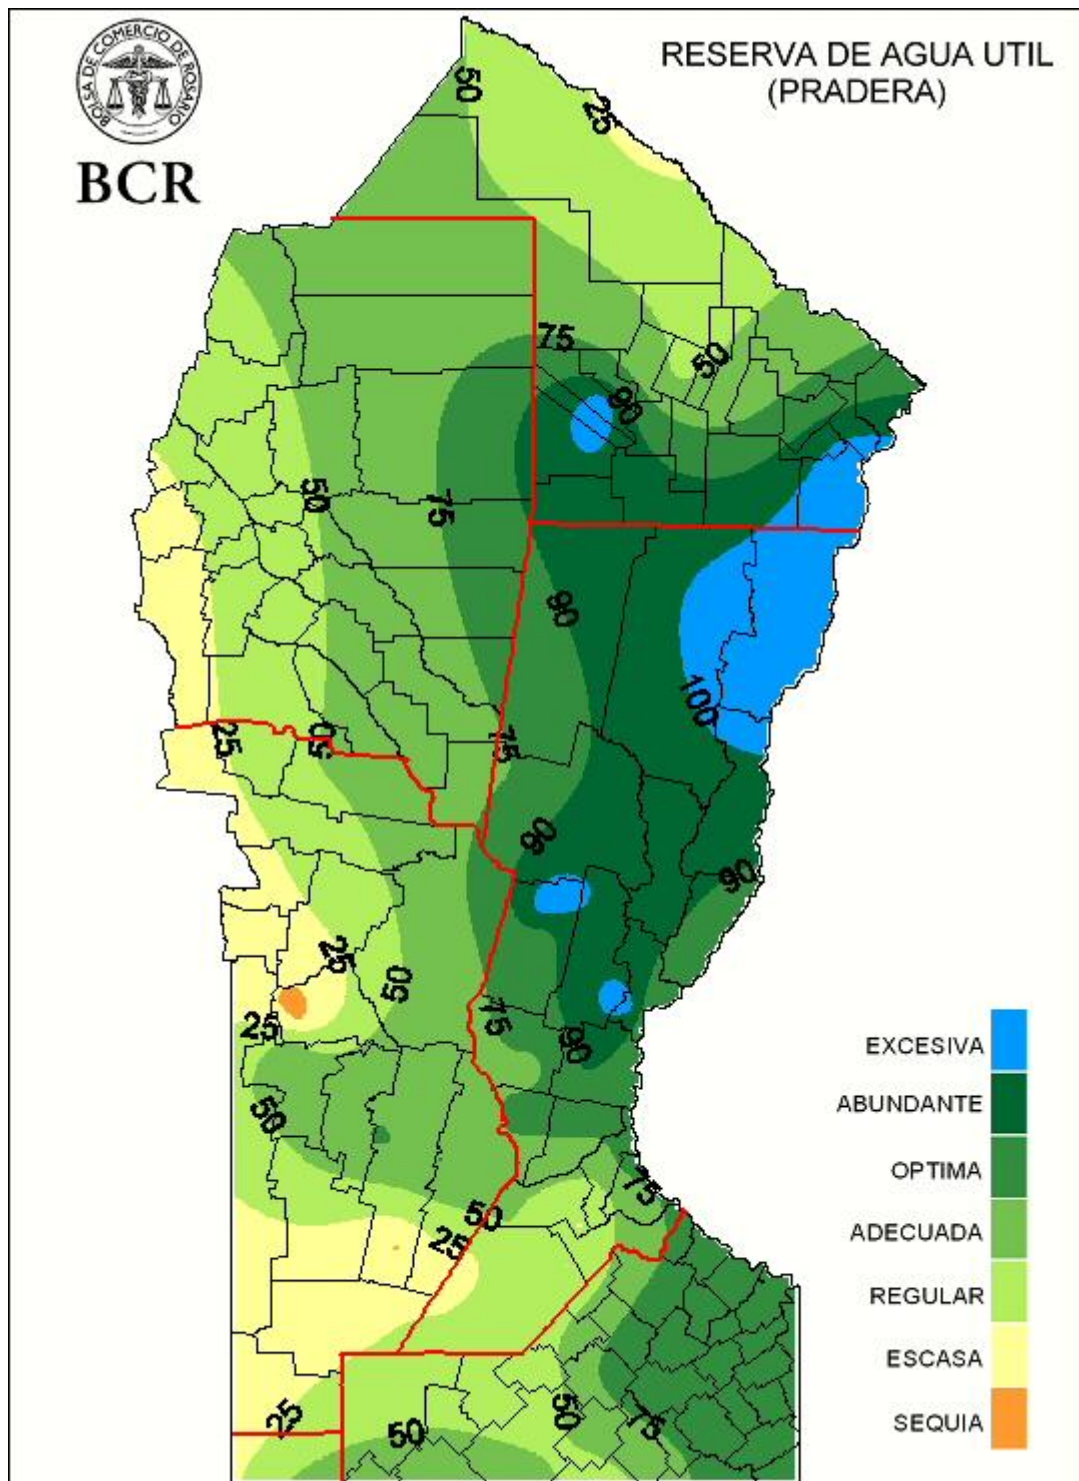 BOLSA DE COMERCIO DE ROSARIO
BCR
RESERVA DE AGUA UTIL
(PRADERA)
50
25
75
50
90
50
75
90
100
25
50
75
90
90
25
50
75
25
90
50
75
50
25
25
50
50
75
EXCESIVA
ABUNDANTE
OPTIMA
ADECUADA
REGULAR
ESCASA
SEQUIA